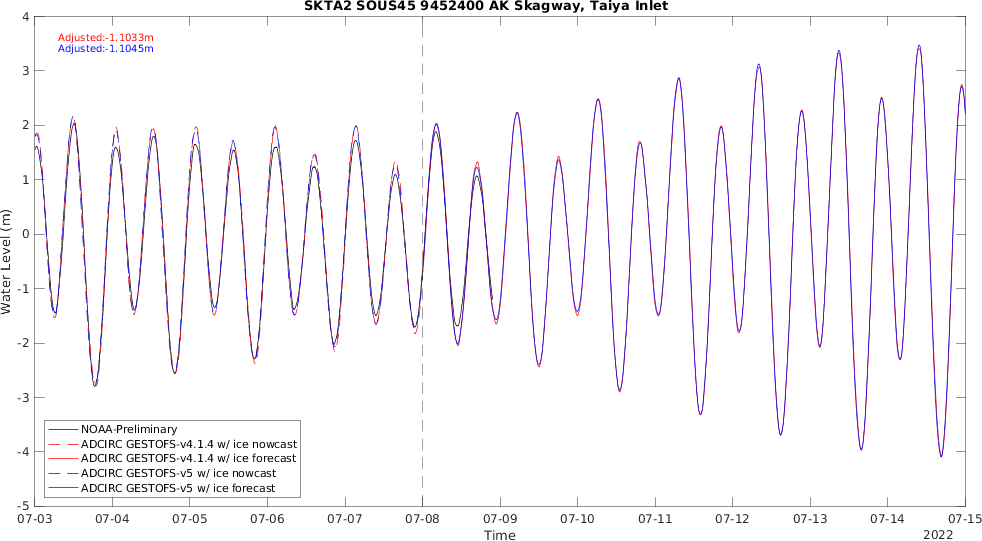 SKTA2 SOUS45 9452400 AK Skagway, Taiya Inlet
Adjusted:-1.1033m
Adjusted:-1.1045m
4
3
2
1
0
-1
-2
-3
-4
-5
Water Level (m)
NOAA-Preliminary
ADCIRC GESTOFS-v4.1.4 w/ ice nowcast
ADCIRC GESTOFS-v4.1.4 w/ ice forecast
ADCIRC GESTOFS-v5 w/ ice nowcast
ADCIRC GESTOFS-v5 w/ ice forecast
07-03 07-04 07-05 07-06 07-07 07-08 07-09 07-10 07-11 07-12 07-13 07-14 07-15
Time
2022